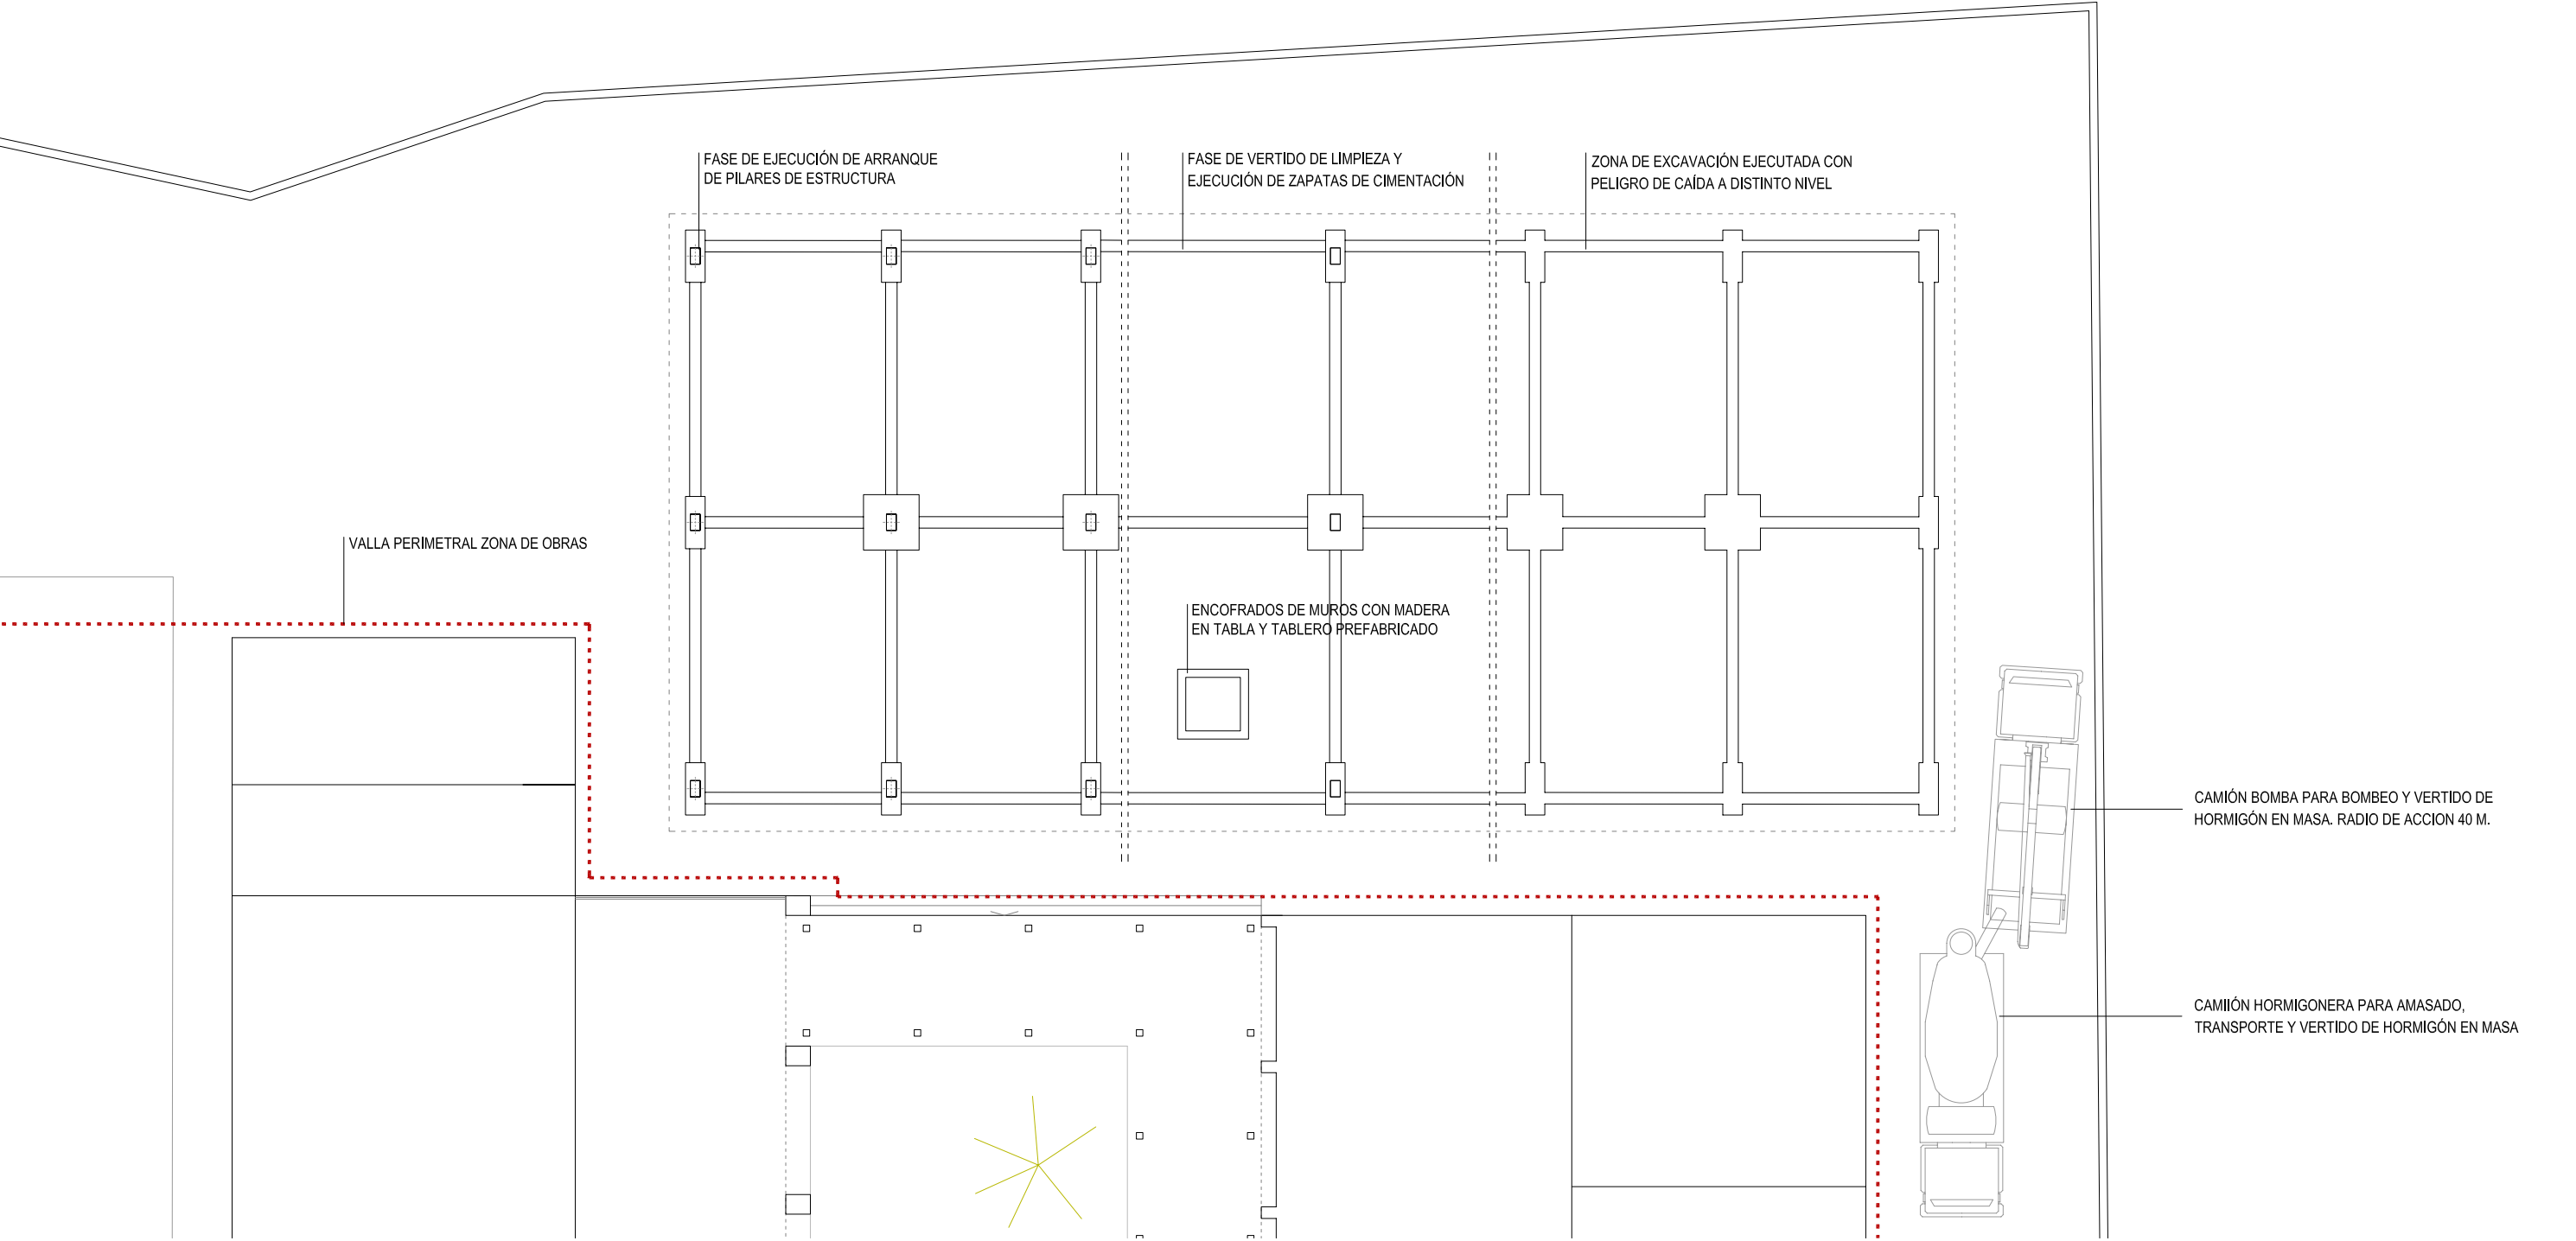 FASE DE EJECUCIÓN DE ARRANQUE
DE PILARES DE ESTRUCTURA
FASE DE VERTIDO DE LIMPIEZA Y
EJECUCIÓN DE ZAPATAS DE CIMENTACIÓN
ZONA DE EXCAVACIÓN EJECUTADA CON
PELIGRO DE CAÍDA A DISTINTO NIVEL
VALLA PERIMETRAL ZONA DE OBRAS
ENCOFRADOS DE MUROS CON MADERA
EN TABLA Y TABLERO PREFABRICADO
CAMIÓN BOMBA PARA BOMBEO Y VERTIDO DE
HORMIGÓN EN MASA. RADIO DE ACCION 40 M.
CAMIIÓN HORMIGONERA PARA AMASADO,
TRANSPORTE Y VERTIDO DE HORMIGÓN EN MASA